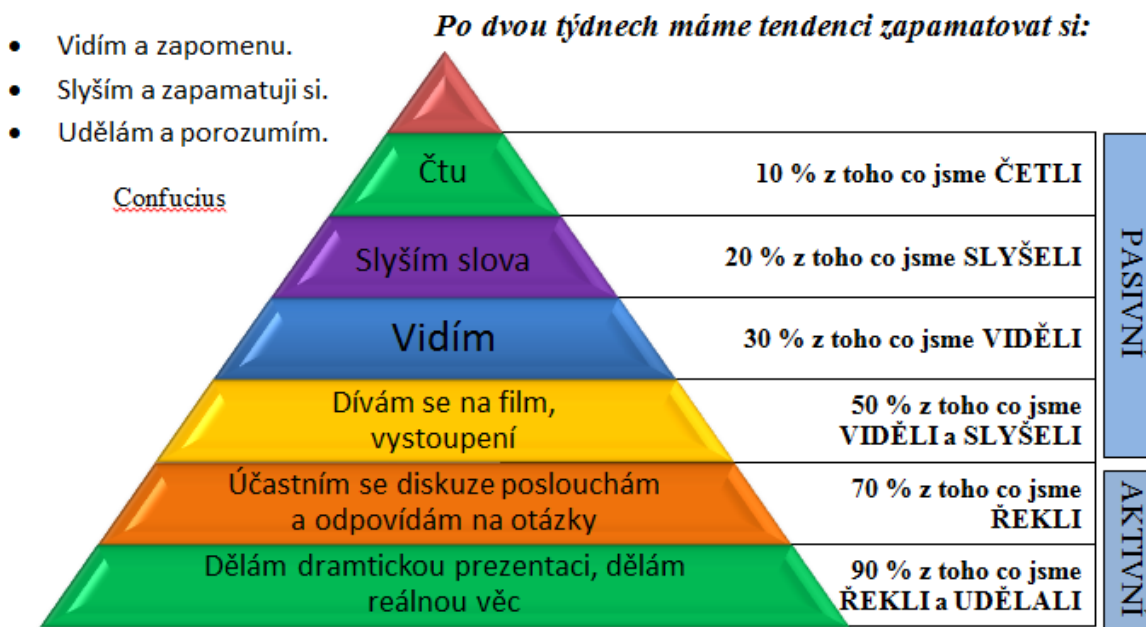 Po dvou týdnech máme tendenci zapamatovat si:
• Vidím a zapomenu.
• Slyším a zapamatuji si.
• Udělám a porozumím.
Confucius
Čtu
10 % z toho co jsme ČETLI
Slyším slova
20 % z toho co jsme SLYŠELI
Vidím
30 % z toho co jsme VIDĚLI
Dívám se na film,
vystoupení
50 % z toho co jsme
VIDĚLI a SLYŠELI
PASIVNÍ
Účastním se diskuze poslouchám
a odpovídám na otázky
70 % z toho co jsme
ŘEKLI
Dělám dramtickou prezentaci, dělám
reálnou věc
90 % z toho co jsme
ŘEKLI a UDĚLALI
AKTIVNÍ